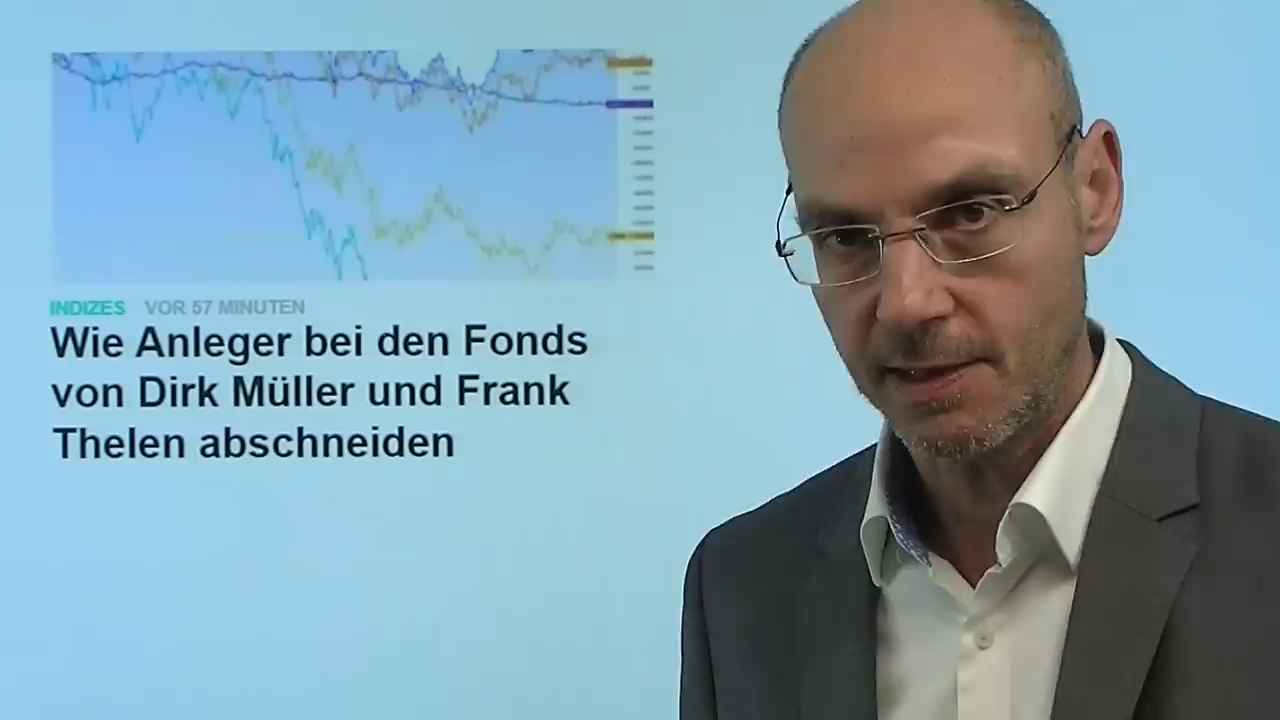 INDIZES VOR 57 MINUTEN
Wie Anleger bei den Fonds
von Dirk Müller und Frank
Thelen abschneiden